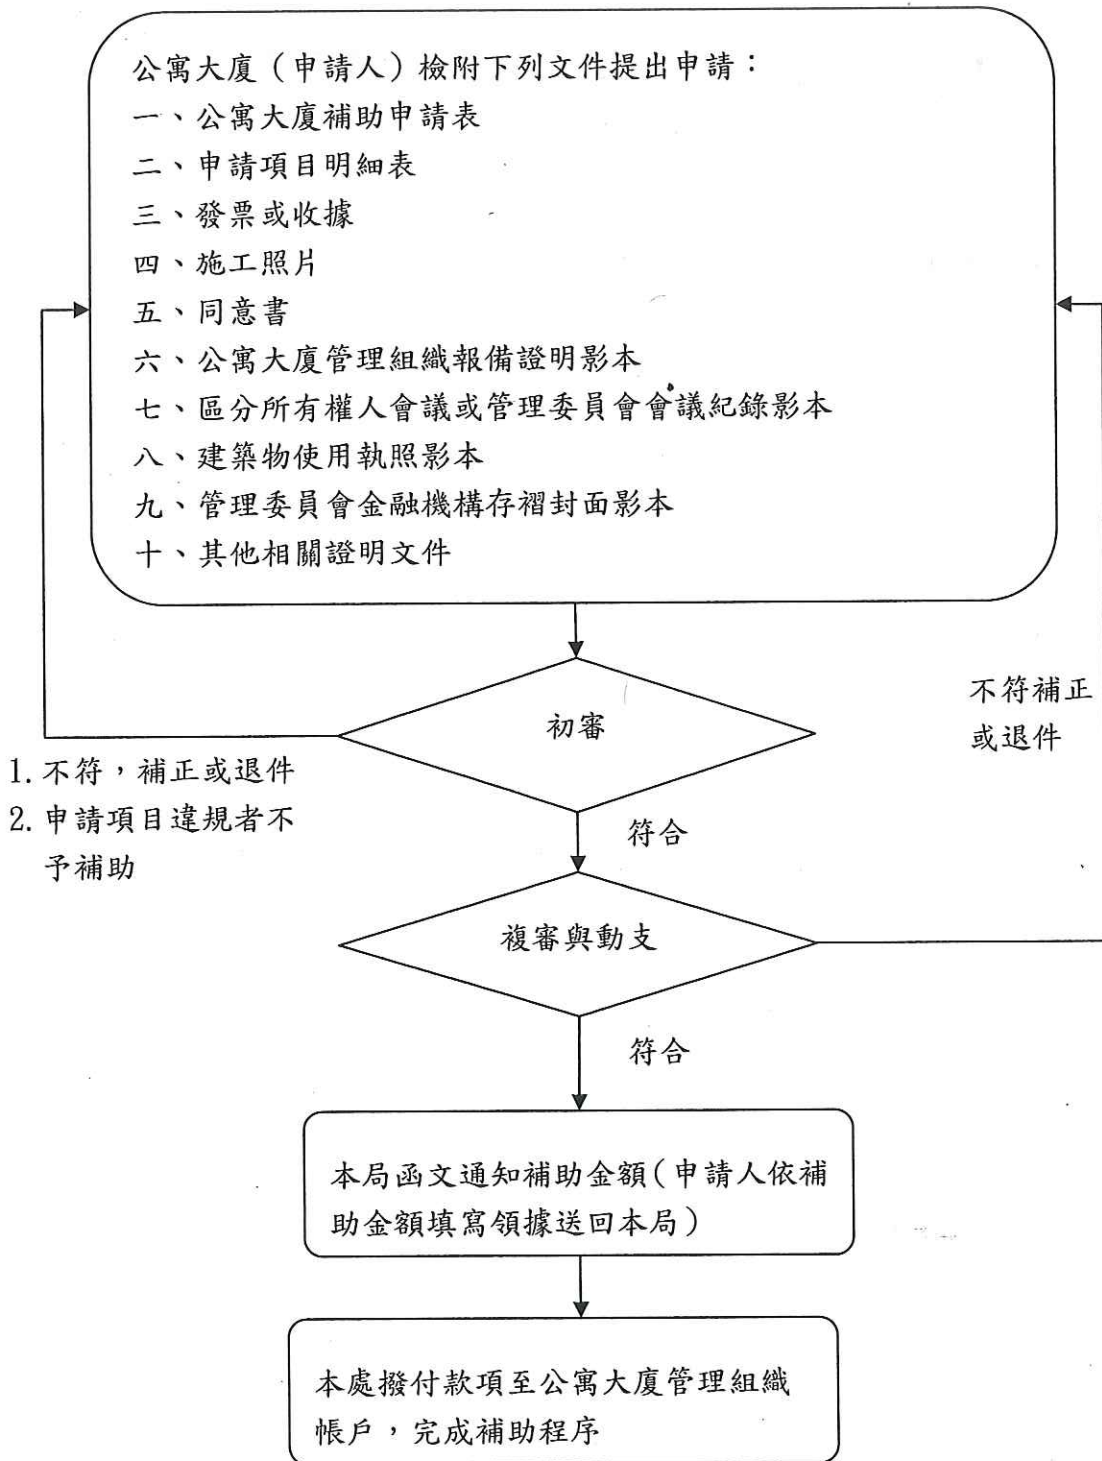 公寓大廈（申請人）檢附下列文件提出申請：
一、公寓大廈補助申請表
二、申請項目明細表
三、發票或收據
四、施工照片
五、同意書
六、公寓大廈管理組織報備證明影本
七、區分所有權人會議或管理委員會會議紀錄影本
八、建築物使用執照影本
九、管理委員會金融機構存褶封面影本
十、其他相關證明文件
初審
不符補正
或退件
1. 不符，補正或退件
2. 申請項目違規者不
予補助
符合
複審與動支
符合
本局函文通知補助金額(申請人依補
助金額填寫領據送回本局)
本處撥付款項至公寓大廈管理組織
帳戶，完成補助程序